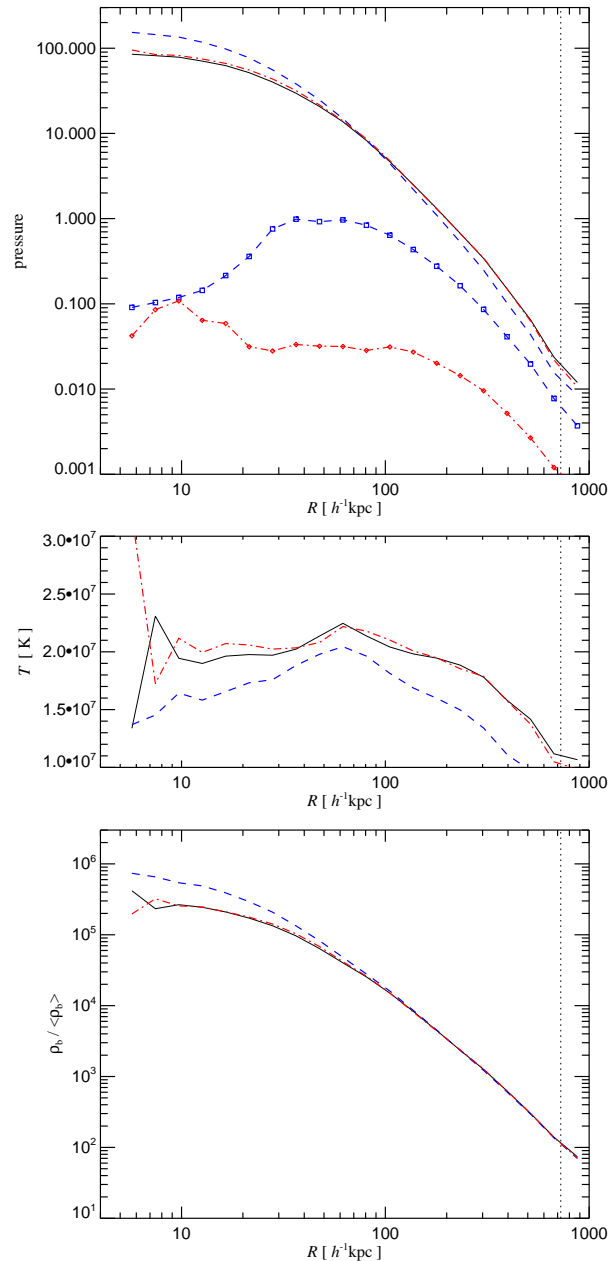 100.000
10.000
1.000
0.100
0.010
0.001
pressure
10 100 1000
R [ h⁻¹kpc ]
3.0•10⁷
2.5•10⁷
2.0•10⁷
1.5•10⁷
1.0•10⁷
T [ K ]
10 100 1000
R [ h⁻¹kpc ]
10⁶
10⁵
10⁴
10³
10²
10¹
ρ_b / <ρ_b>
10 100 1000
R [ h⁻¹kpc ]